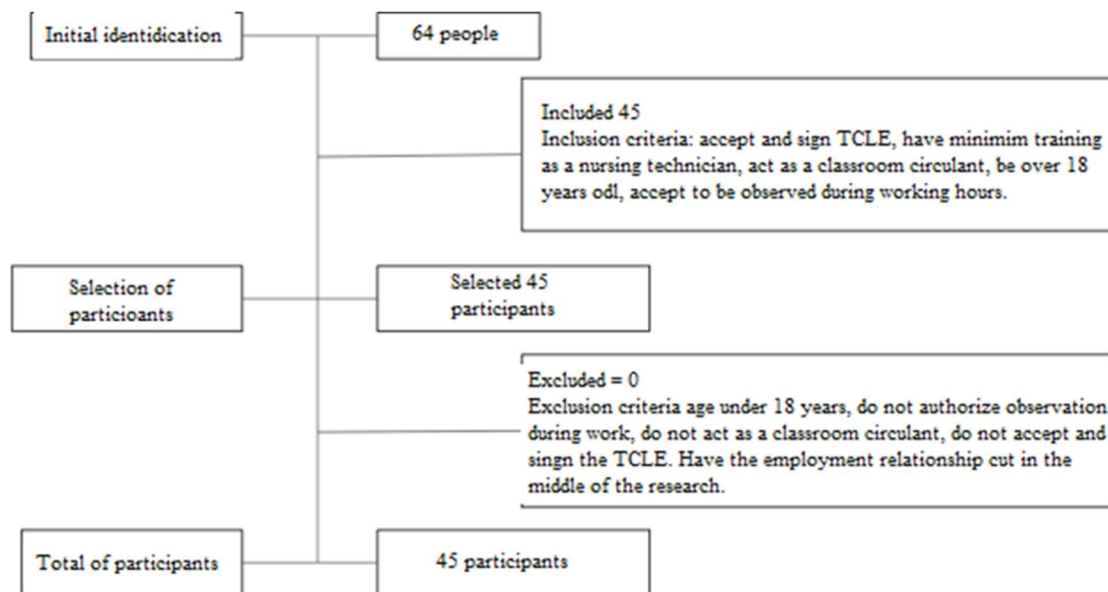 Initial identidication
64 people
Included 45
Inclusion criteria: accept and sign TCLE, have minimim training
as a nursing technician, act as a classroom circulant, be over 18
years odl, accept to be observed during working hours.
Selection of
particioants
Selected 45
participants
Excluded = 0
Exclusion criteria age under 18 years, do not authorize observation
during work, do not act as a classroom circulant, do not accept and
singn the TCLE. Have the employment relationship cut in the
middle of the research.
Total of participants
45 participants